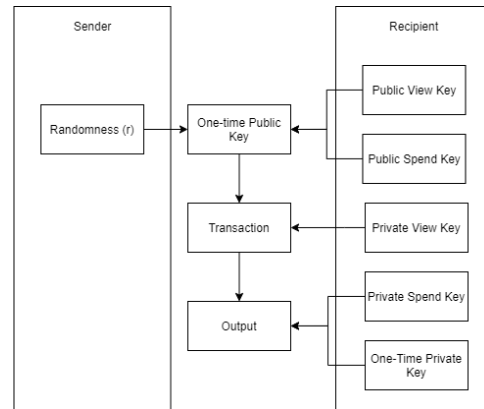 Sender
Recipient
Public View Key
Randomness (r)
One-time Public
Key
Public Spend Key
Transaction
Private View Key
Private Spend Key
Output
One-Time Private
Key